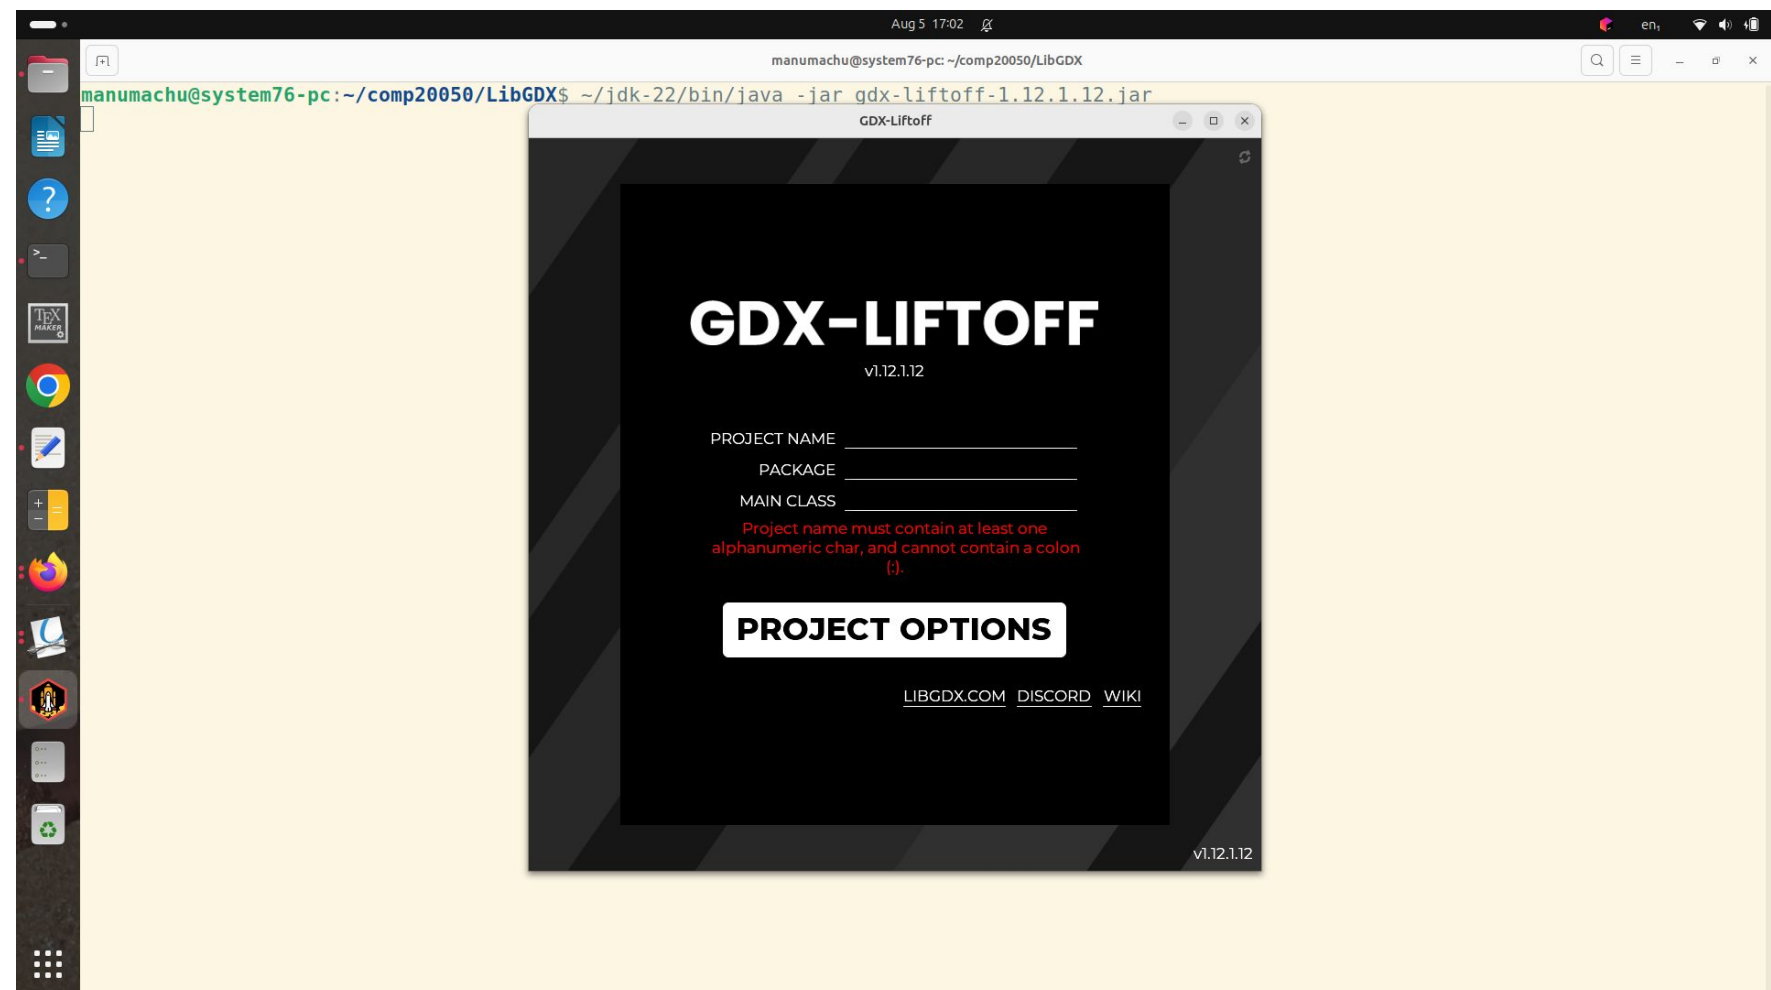 Aug 5 17:02
en₁
manumachu@system76-pc: ~/comp20050/LibGDX
manumachu@system76-pc:~/comp20050/LibGDX$ ~/jdk-22/bin/java -jar gdx-liftoff-1.12.1.12.jar
GDX-Liftoff
GDX-LIFTOFF
v1.12.1.12
PROJECT NAME
PACKAGE
MAIN CLASS
Project name must contain at least one
alphanumeric char, and cannot contain a colon
(:).
PROJECT OPTIONS
LIBGDX.COM DISCORD WIKI
v1.12.1.12
TEX
MAKER